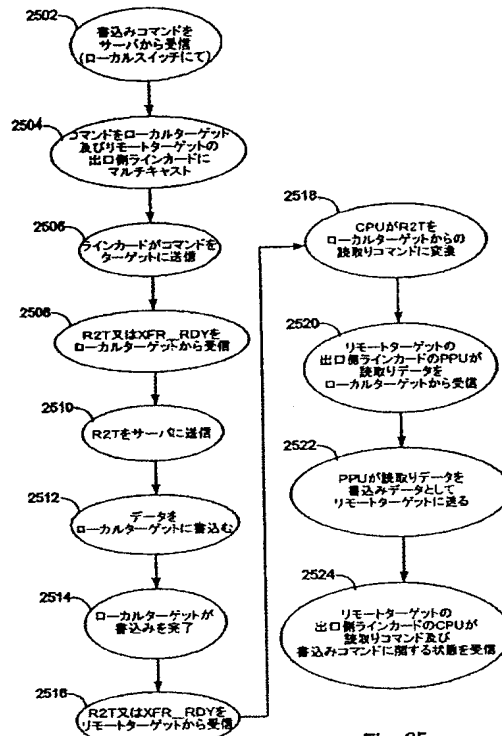 2502
書込みコマンドを
サーバから受信
(ローカルスイッチにて)
2504
コマンドをローカルターゲット
及びリモートターゲットの
出口側ラインカードに
マルチキャスト
2506
ラインカードがコマンドを
ターゲットに送信
2508
R2T又はXFR_RDYを
ローカルターゲットから受信
2510
R2Tをサーバに送信
2512
データを
ローカルターゲットに書込む
2514
ローカルターゲットが
書込みを完了
2516
R2T又はXFR_RDYを
リモートターゲットから受信
2518
CPUがR2Tを
ローカルターゲットからの
読取りコマンドに変換
2520
リモートターゲットの
出口側ラインカードのPPUが
読取りデータを
ローカルターゲットから受信
2522
PPUが読取りデータを
書込みデータとして
リモートターゲットに送る
2524
リモートターゲットの
出口側ラインカードのCPUが
読取りコマンド及び
書込みコマンドに関する状態を受信